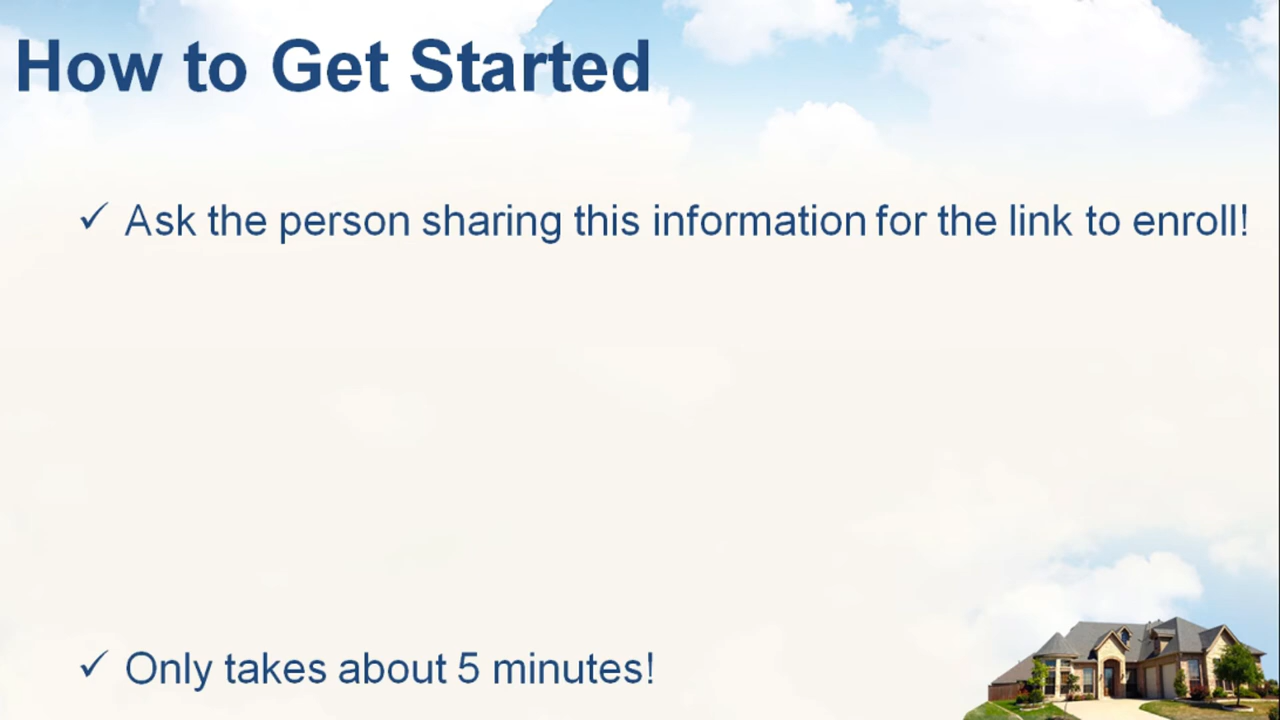 How to Get Started
✓ Ask the person sharing this information for the link to enroll!
✓ Only takes about 5 minutes!